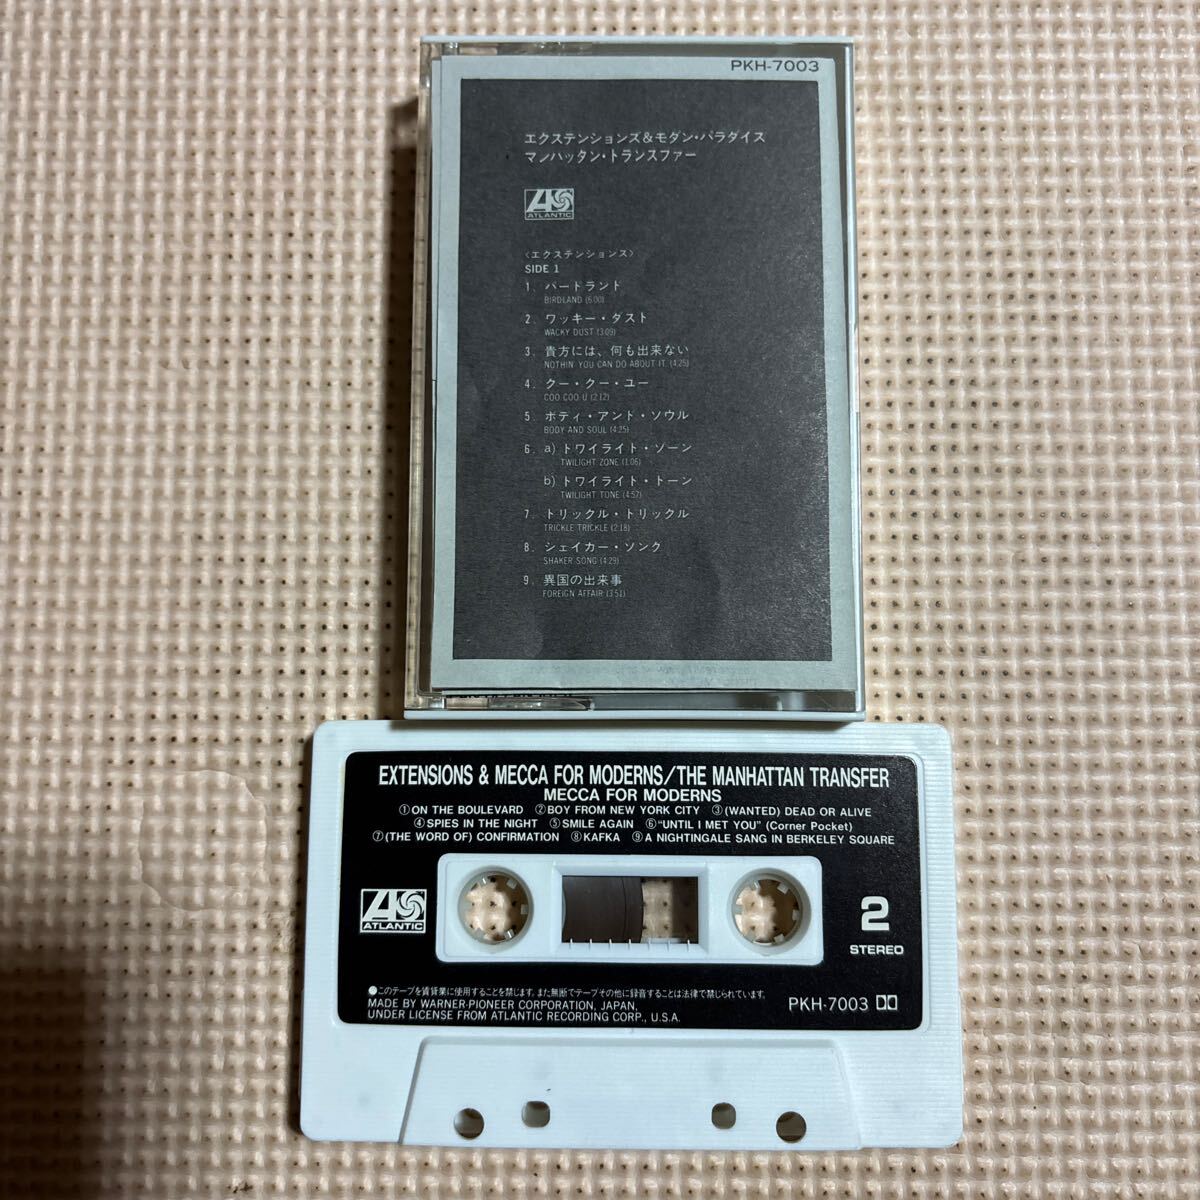 PKH-7003
エクステンションズ&モダン・パラダイス
マンハッタン・トランスファー
ATLANTIC
〈エクステンションズ〉
SIDE 1
1. バードランド
BIRDLAND (6:00)
2. ワッキー・ダスト
WACKY DUST (3:09)
3. 貴方には、何も出来ない
NOTHIN YOU CAN DO ABOUT IT (4:25)
4. クー・クー・ユー
COO COO U (2:12)
5. ボディ・アンド・ソウル
BODY AND SOUL (4:25)
6. a) トワイライト・ゾーン
TWILIGHT ZONE (1:06)
b) トワイライト・トーン
TWILIGHT TONE (4:57)
7. トリックル・トリックル
TRICKLE TRICKLE (2:18)
8. シェイカー・ソング
SHAKER SONG (4:29)
9. 異国の出来事
FOREIGN AFFAIR (3:51)
EXTENSIONS & MECCA FOR MODERNS/THE MANHATTAN TRANSFER
MECCA FOR MODERNS
①ON THE BOULEVARD ②BOY FROM NEW YORK CITY ③(WANTED) DEAD OR ALIVE
④SPIES IN THE NIGHT ⑤SMILE AGAIN ⑥"UNTIL I MET YOU" (Corner Pocket)
⑦(THE WORD OF) CONFIRMATION ⑧KAFKA ⑨A NIGHTINGALE SANG IN BERKELEY SQUARE
ATLANTIC
2
STEREO
●このテープを賃貸業に使用することを禁じます。また無断でテープその他に録音することは法律で禁じられています。
MADE BY WARNER-PIONEER CORPORATION, JAPAN,
UNDER LICENSE FROM ATLANTIC RECORDING CORP., U.S.A.
PKH-7003